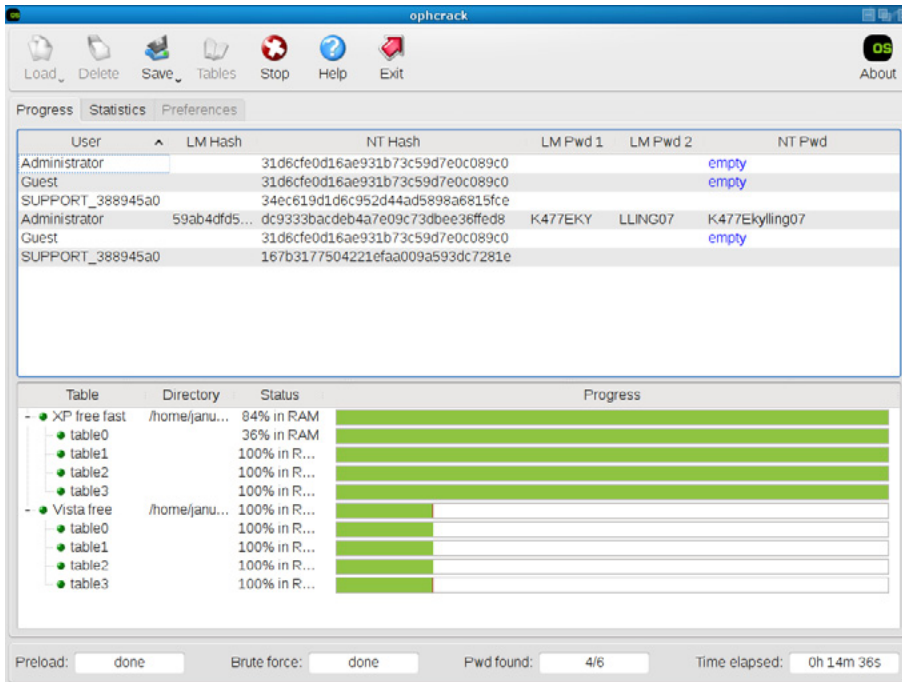 ophcrack
Load Delete Save Tables Stop Help Exit OS About
Progress Statistics Preferences
User LM Hash NT Hash LM Pwd 1 LM Pwd 2 NT Pwd
Administrator 31d6cfe0d16ae931b73c59d7e0c089c0 empty
Guest 31d6cfe0d16ae931b73c59d7e0c089c0 empty
SUPPORT_388945a0 34ec619d1d6c952d44ad5898a6815fce
Administrator 59ab4dfd5... dc9333bacdeb4a7e09c73dbee36ffed8 K477EKY LLING07 K477Ekylling07
Guest 31d6cfe0d16ae931b73c59d7e0c089c0 empty
SUPPORT_388945a0 167b3177504221efaa009a593dc7281e
Table Directory Status Progress
XP free fast /home/janu... 84% in RAM
table0 36% in RAM
table1 100% in R...
table2 100% in R...
table3 100% in R...
Vista free /home/janu... 100% in R...
table0 100% in R...
table1 100% in R...
table2 100% in R...
table3 100% in R...
Preload: done Brute force: done Pwd found: 4/6 Time elapsed: 0h 14m 36s